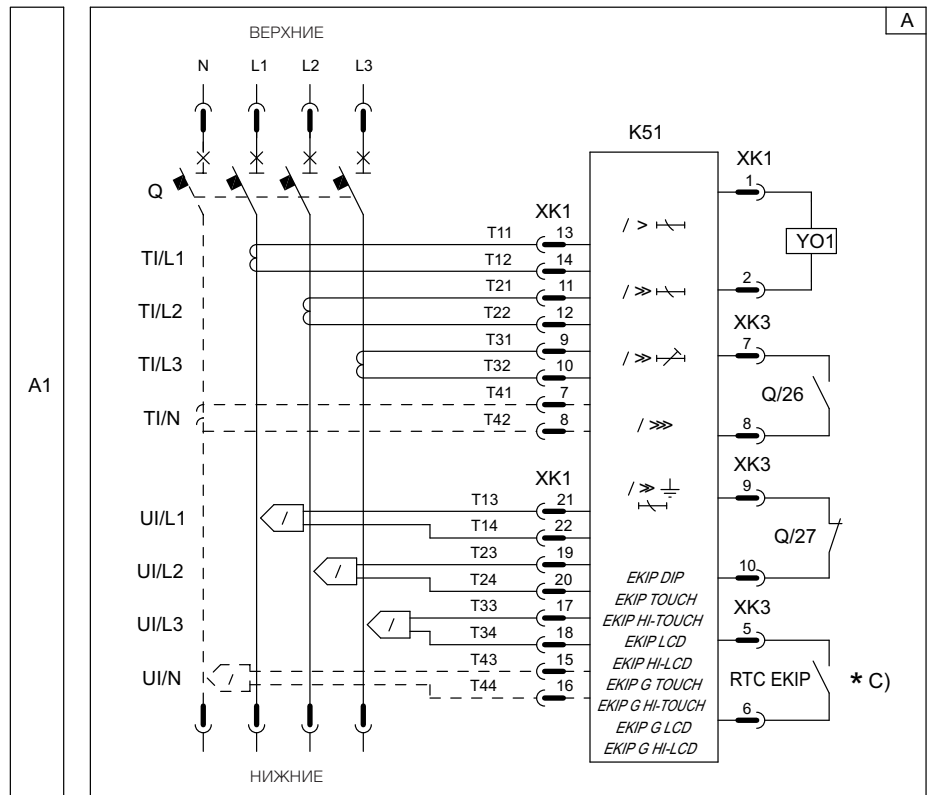 A
A1
ВЕРХНИЕ
N L1 L2 L3
Q
K51
XK1
T11 13
T12 14
T21 11
T22 12
T31 9
T32 10
T41 7
T42 8
TI/L1
TI/L2
TI/L3
TI/N
XK1
T13 21
T14 22
T23 19
T24 20
T33 17
T34 18
T43 15
T44 16
UI/L1
UI/L2
UI/L3
UI/N
/ >
/ >>
/ >>
/ >>>
/ >>
EKIP DIP
EKIP TOUCH
EKIP HI-TOUCH
EKIP LCD
EKIP HI-LCD
EKIP G TOUCH
EKIP G HI-TOUCH
EKIP G LCD
EKIP G HI-LCD
XK1
1
YO1
2
XK3
7
Q/26
8
XK3
9
Q/27
10
XK3
5
RTC EKIP * C)
6
НИЖНИЕ